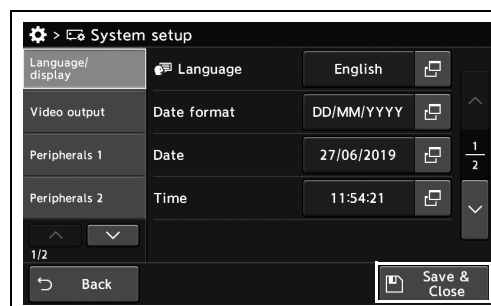 > System setup
Language/
display
Language
English
Video output
Date format
DD/MM/YYYY
Peripherals 1
Date
27/06/2019
1
2
Peripherals 2
Time
11:54:21
1/2
Back
Save &
Close